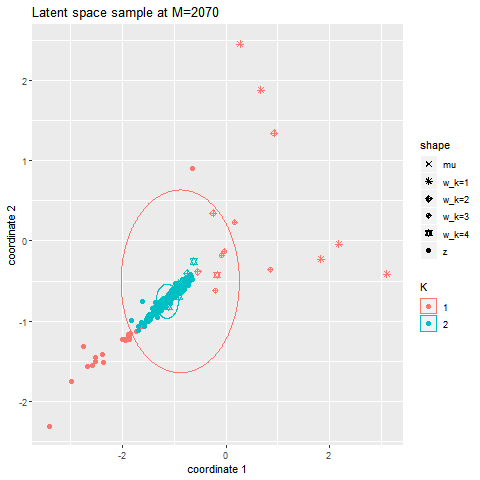 Latent space sample at M=2070
2
1
0
-1
-2
-2
0
2
coordinate 1
coordinate 2
shape
mu
w_k=1
w_k=2
w_k=3
w_k=4
z
K
1
2